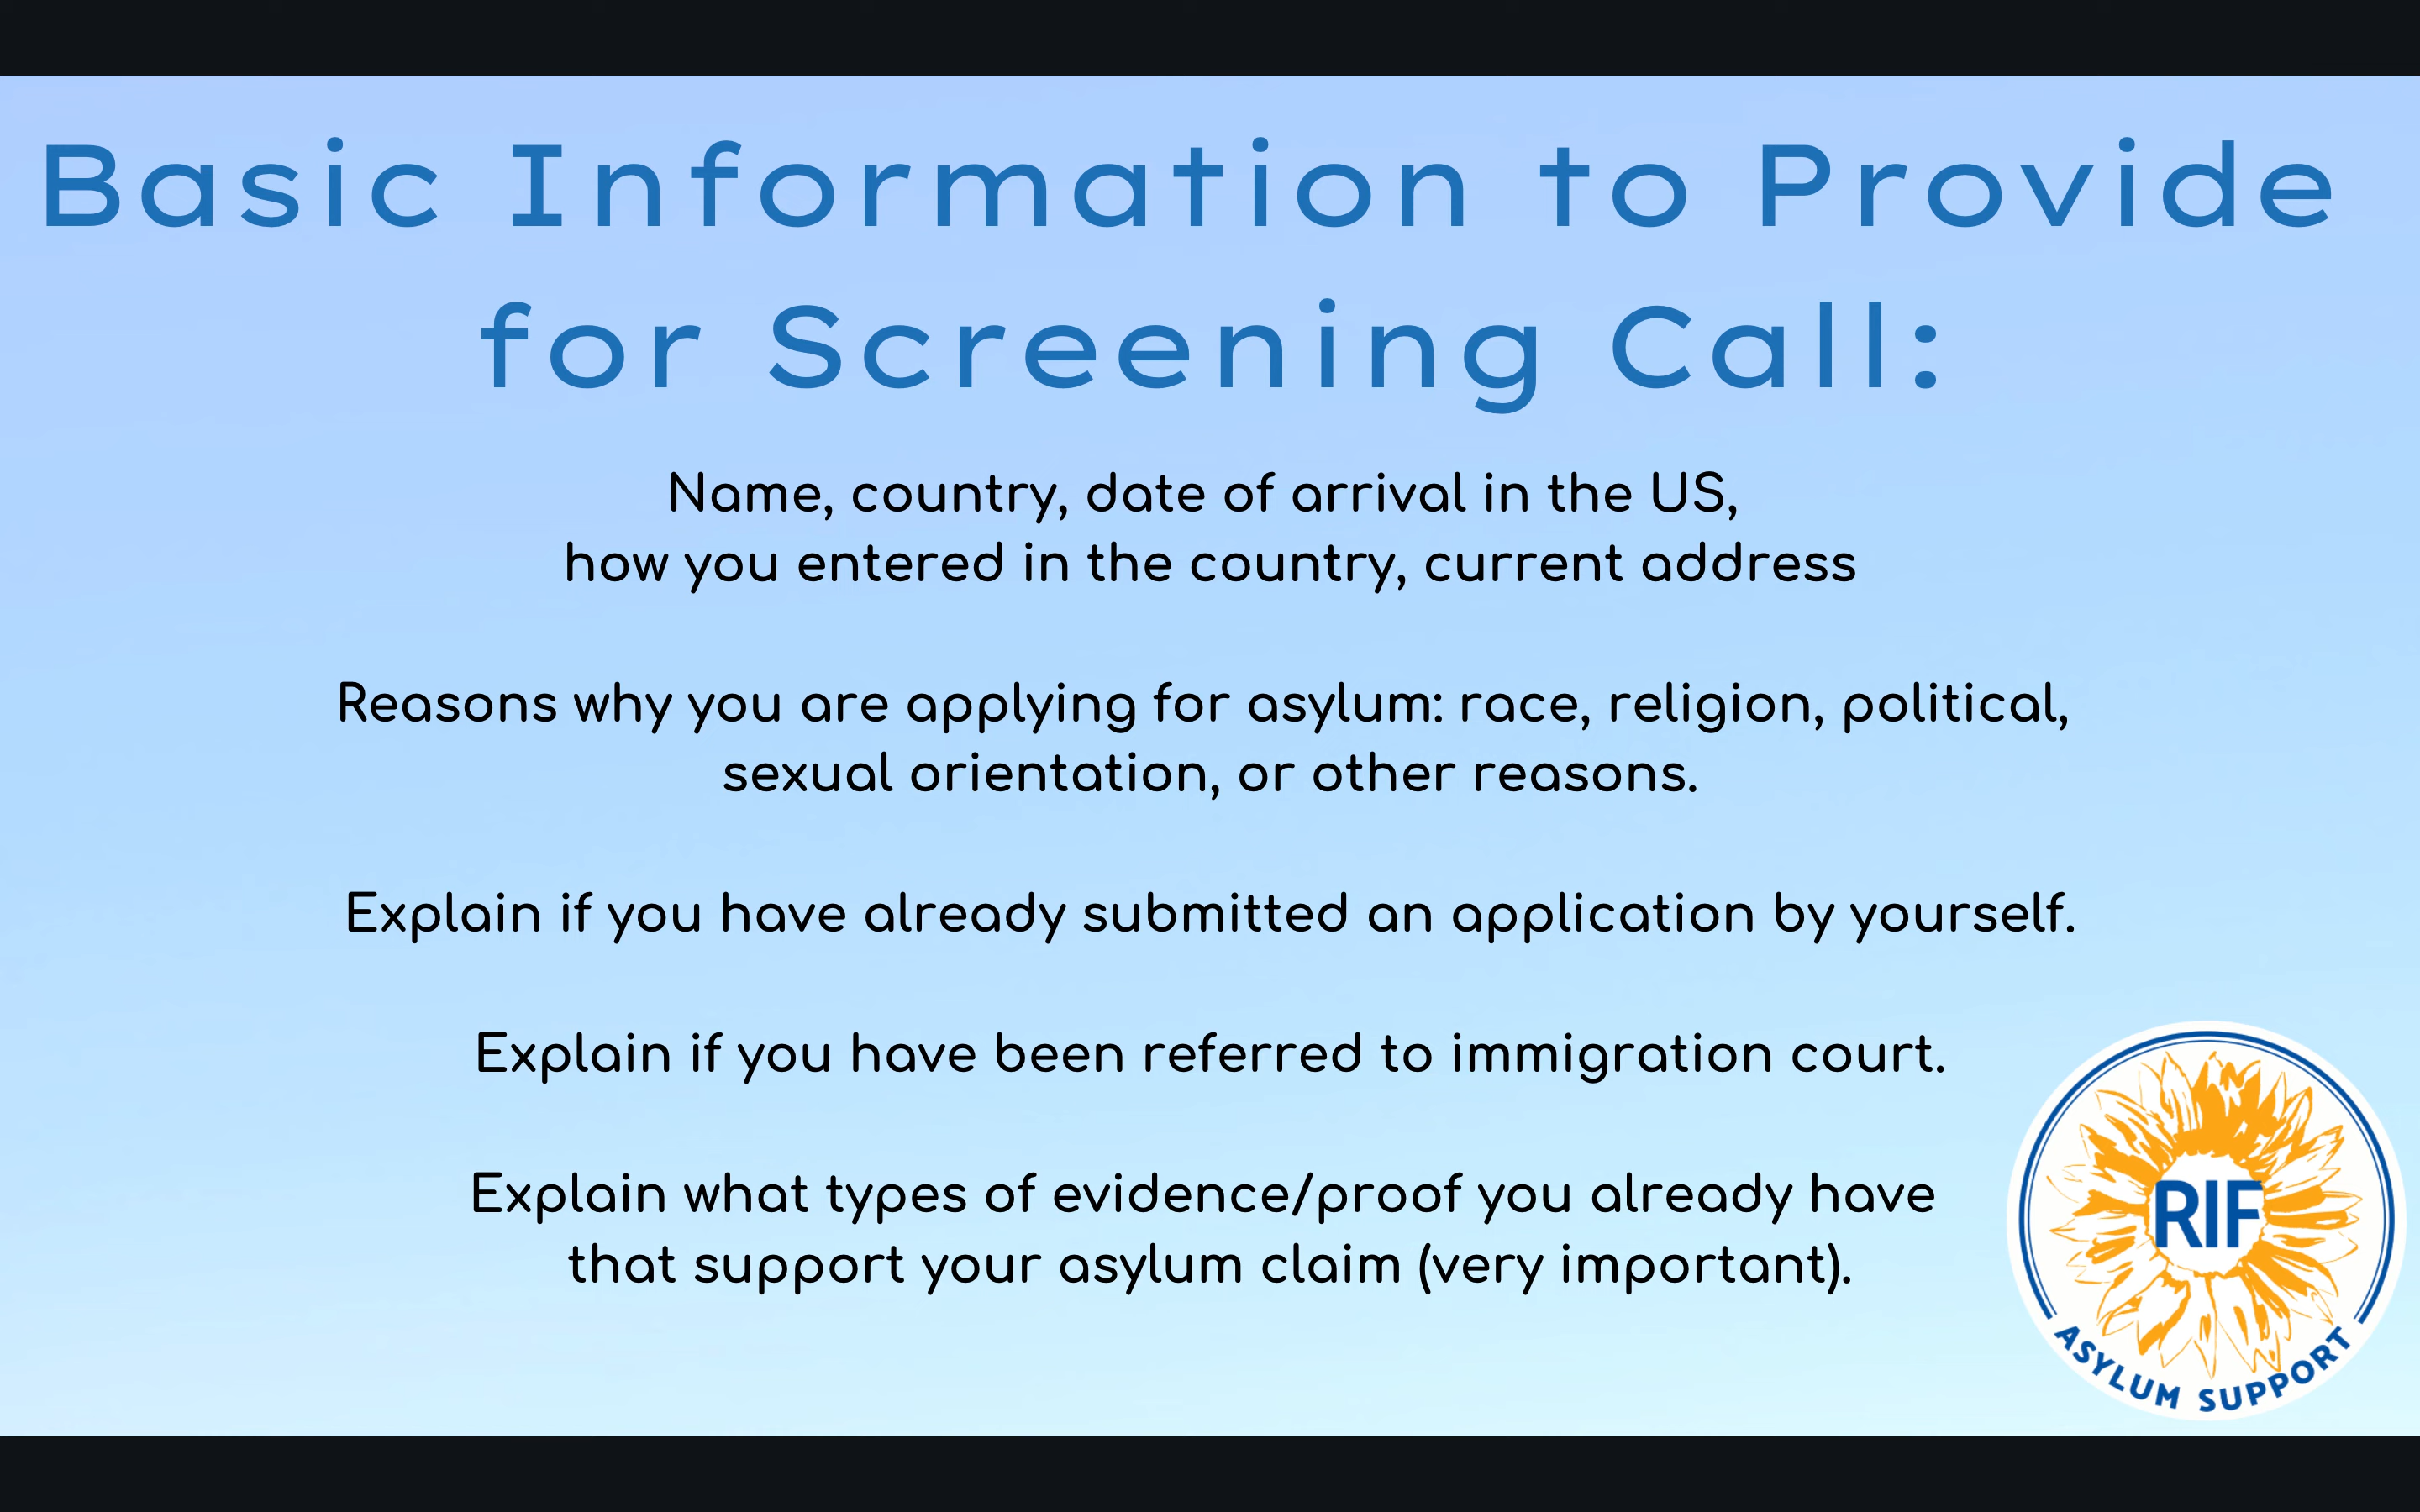 Basic Information to Provide
for Screening Call:
Name, country, date of arrival in the US,
how you entered in the country, current address
Reasons why you are applying for asylum: race, religion, political,
sexual orientation, or other reasons.
Explain if you have already submitted an application by yourself.
Explain if you have been referred to immigration court.
Explain what types of evidence/proof you already have
that support your asylum claim (very important).
RIF
ASYLUM SUPPORT